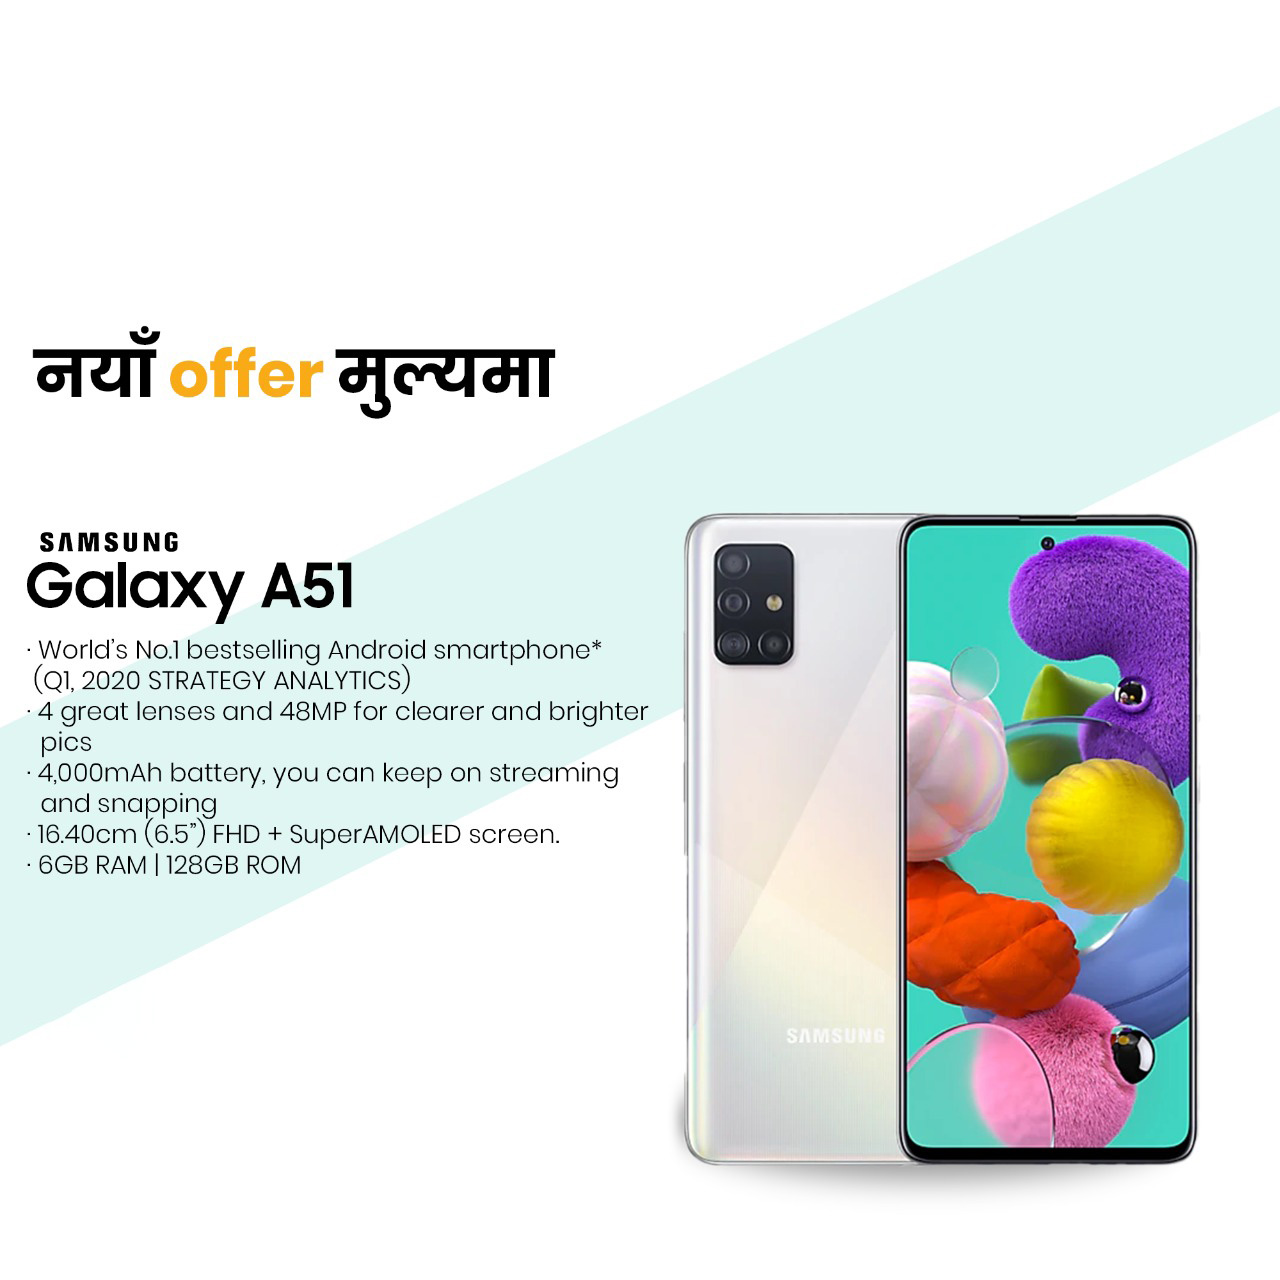 नयाँ offer मुल्यमा
SAMSUNG
Galaxy A51
· World's No.1 bestselling Android smartphone*
(Q1, 2020 STRATEGY ANALYTICS)
· 4 great lenses and 48MP for clearer and brighter
pics
· 4,000mAh battery, you can keep on streaming
and snapping
· 16.40cm (6.5”) FHD + SuperAMOLED screen.
· 6GB RAM | 128GB ROM
SAMSUNG